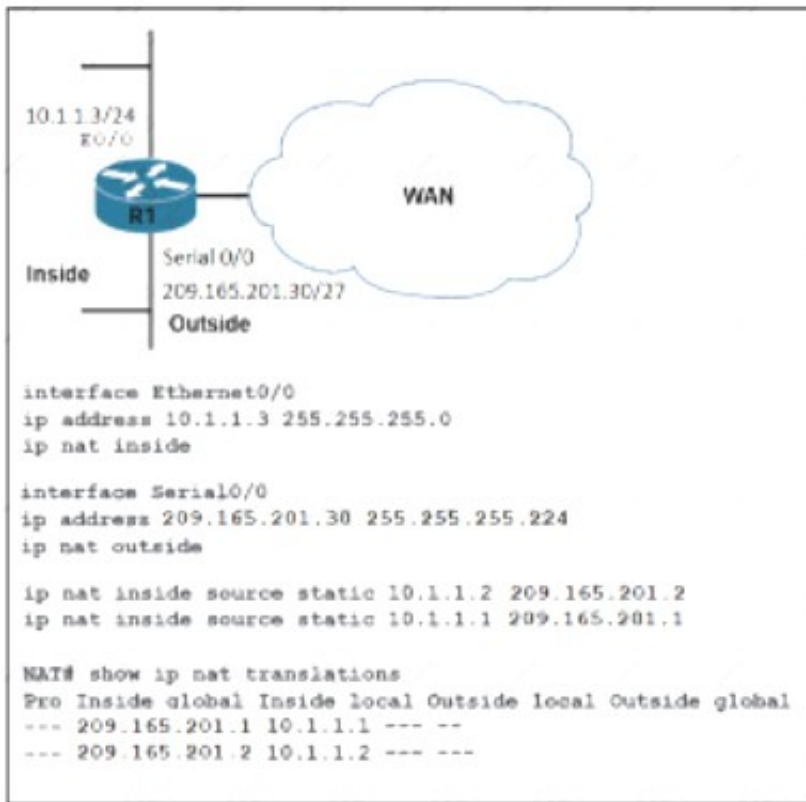 10.1.1.3/24
E0/0
R1
WAN
Inside
Serial 0/0
209.165.201.30/27
Outside
interface Ethernet0/0
ip address 10.1.1.3 255.255.255.0
ip nat inside
interface Serial0/0
ip address 209.165.201.30 255.255.255.224
ip nat outside
ip nat inside source static 10.1.1.2 209.165.201.2
ip nat inside source static 10.1.1.1 209.165.201.1
NAT# show ip nat translations
Pro Inside global Inside local Outside local Outside global
--- 209.165.201.1 10.1.1.1 --- --
--- 209.165.201.2 10.1.1.2 --- ---